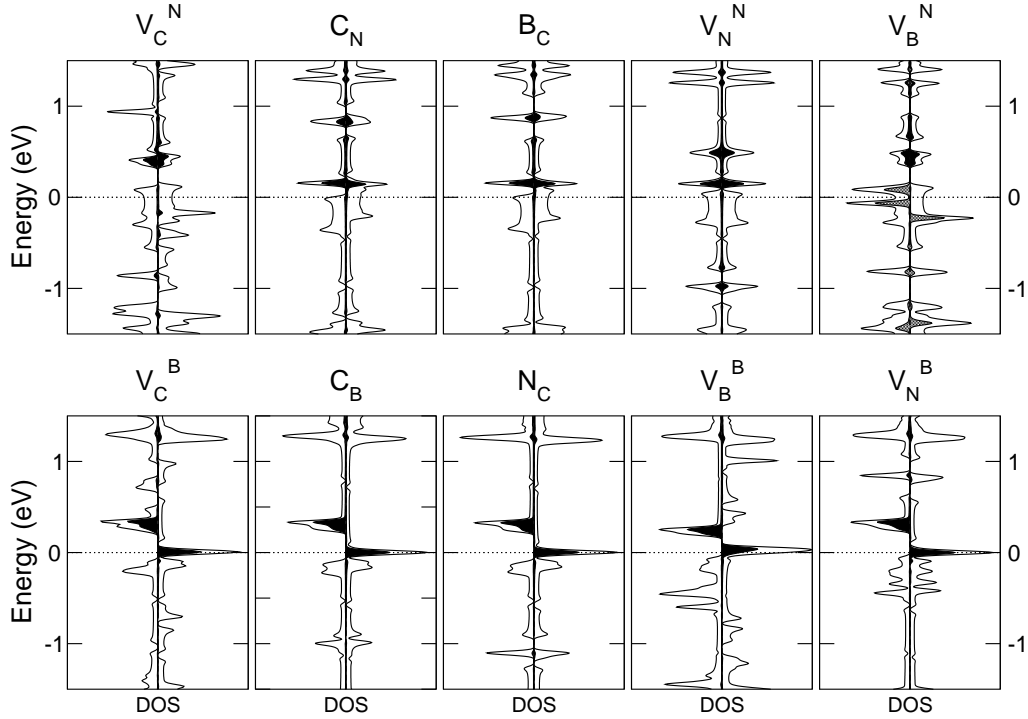 V_C^N C_N B_C V_N^N V_B^N
Energy (eV)
1
0
-1
1
0
-1
V_C^B C_B N_C V_B^B V_N^B
Energy (eV)
1
0
-1
1
0
-1
DOS DOS DOS DOS DOS